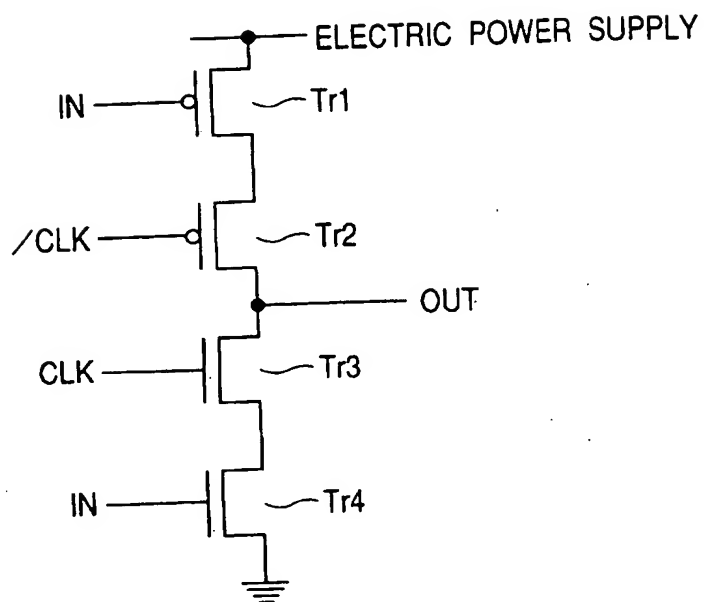 ELECTRIC POWER SUPPLY
IN
Tr1
/CLK
Tr2
OUT
CLK
Tr3
IN
Tr4